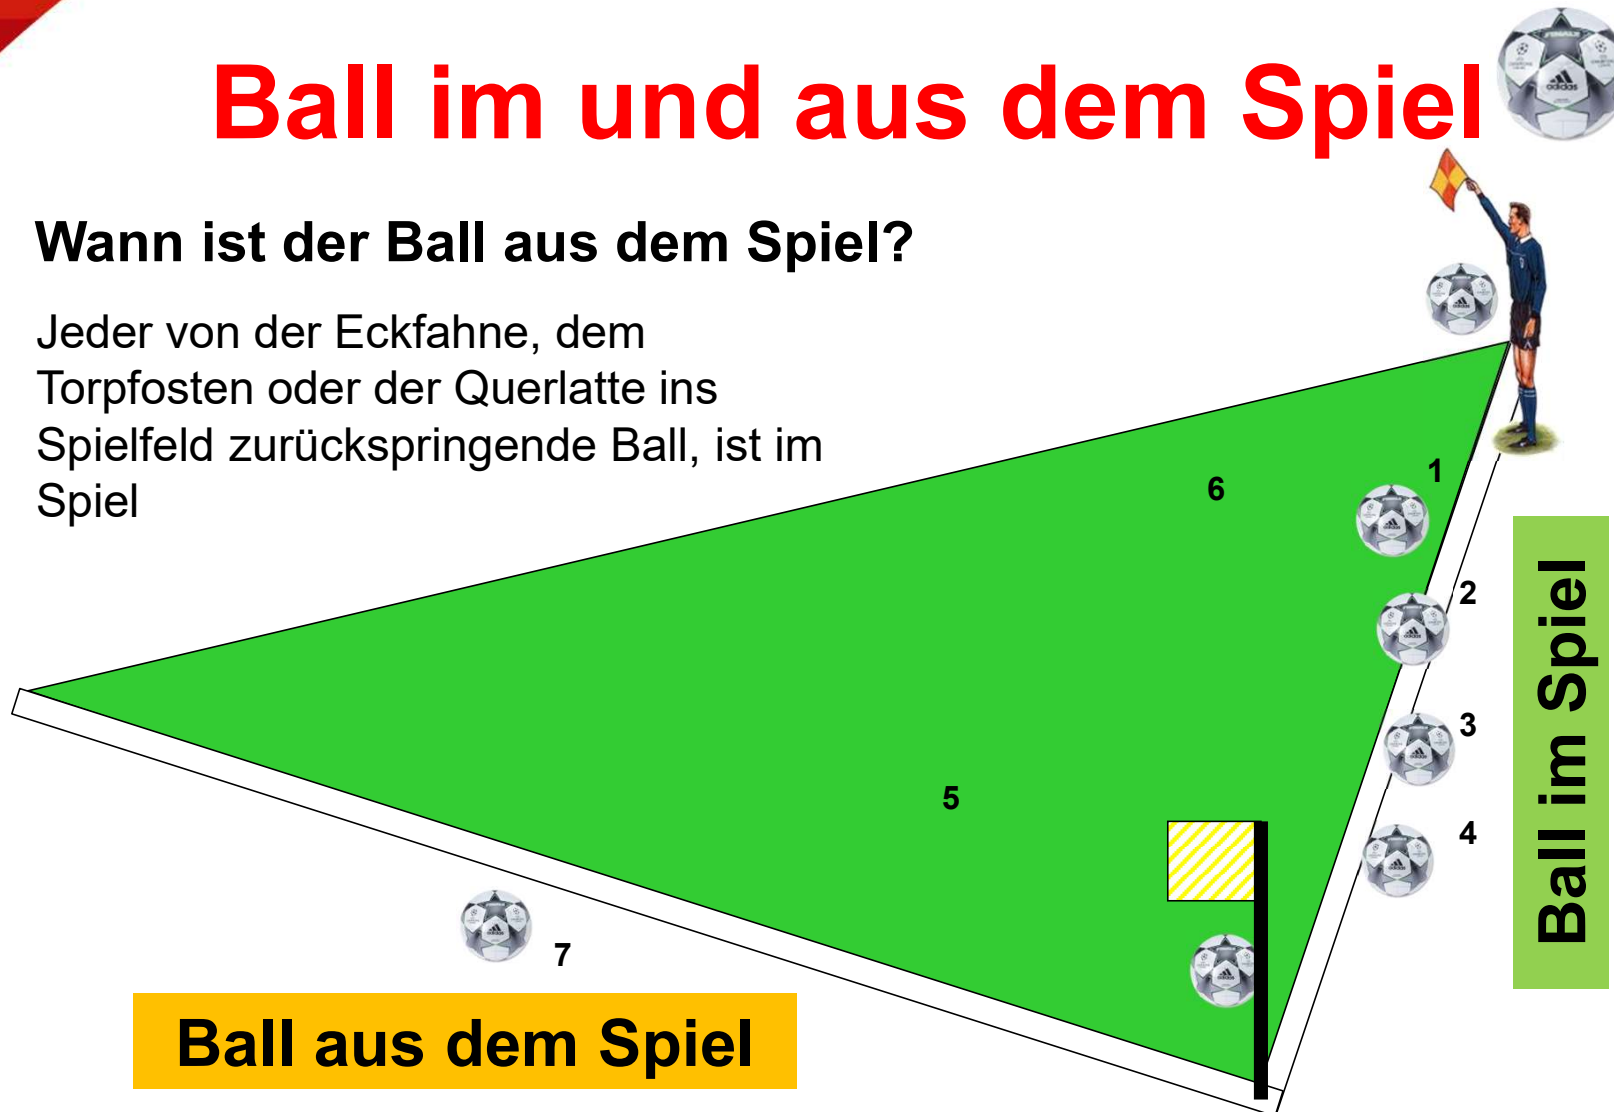 Ball im und aus dem Spiel
Wann ist der Ball aus dem Spiel?
Jeder von der Eckfahne, dem
Torpfosten oder der Querlatte ins
Spielfeld zurückspringende Ball, ist im
Spiel
1
6
2
3
5
4
7
Ball im Spiel
Ball aus dem Spiel
adidas